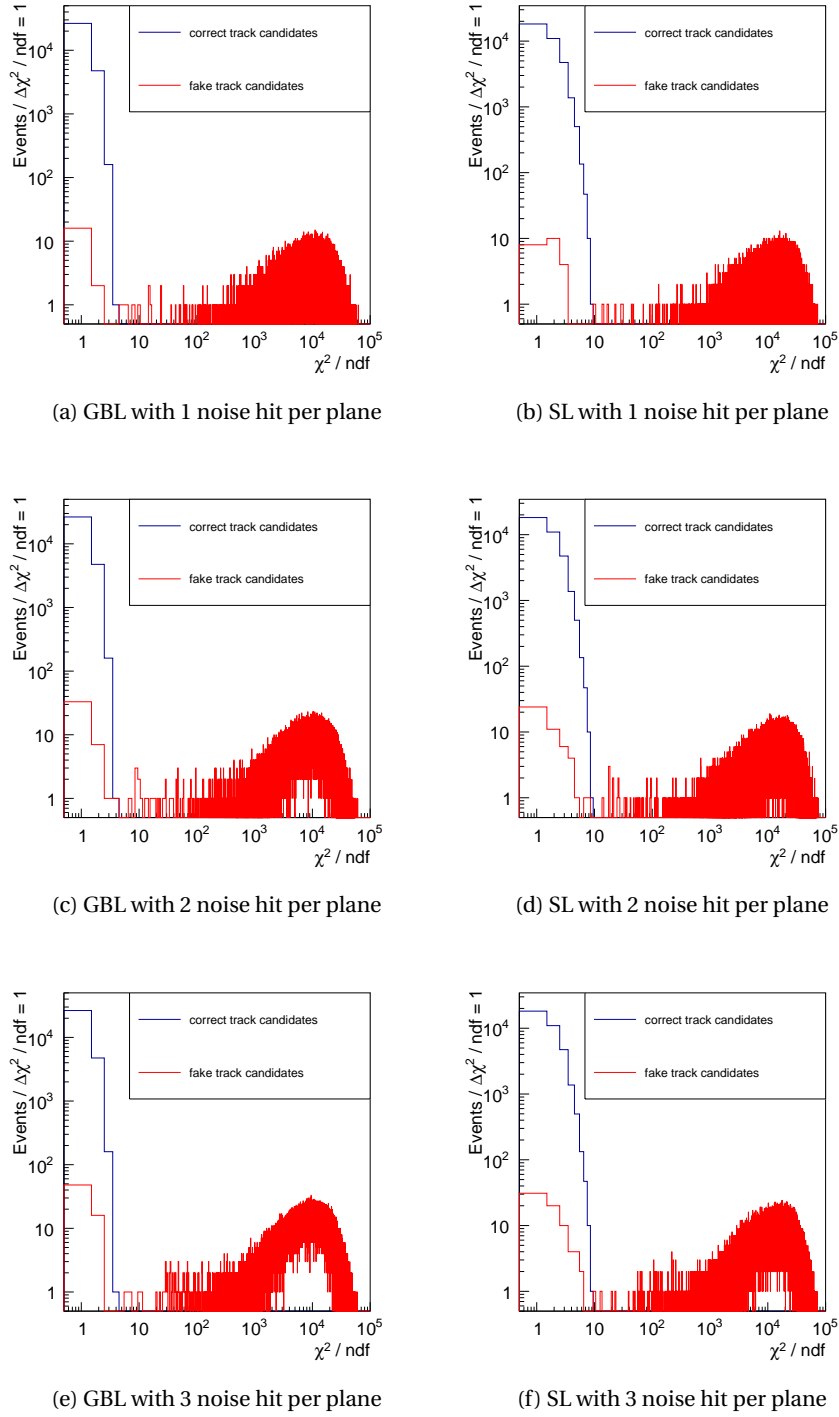 Events / Δχ² / ndf = 1
correct track candidates
fake track candidates
10⁴
10³
10²
10
1
1 10 10² 10³ 10⁴ 10⁵
χ² / ndf
(a) GBL with 1 noise hit per plane
Events / Δχ² / ndf = 1
correct track candidates
fake track candidates
10⁴
10³
10²
10
1
1 10 10² 10³ 10⁴ 10⁵
χ² / ndf
(b) SL with 1 noise hit per plane
Events / Δχ² / ndf = 1
correct track candidates
fake track candidates
10⁴
10³
10²
10
1
1 10 10² 10³ 10⁴ 10⁵
χ² / ndf
(c) GBL with 2 noise hit per plane
Events / Δχ² / ndf = 1
correct track candidates
fake track candidates
10⁴
10³
10²
10
1
1 10 10² 10³ 10⁴ 10⁵
χ² / ndf
(d) SL with 2 noise hit per plane
Events / Δχ² / ndf = 1
correct track candidates
fake track candidates
10⁴
10³
10²
10
1
1 10 10² 10³ 10⁴ 10⁵
χ² / ndf
(e) GBL with 3 noise hit per plane
Events / Δχ² / ndf = 1
correct track candidates
fake track candidates
10⁴
10³
10²
10
1
1 10 10² 10³ 10⁴ 10⁵
χ² / ndf
(f) SL with 3 noise hit per plane